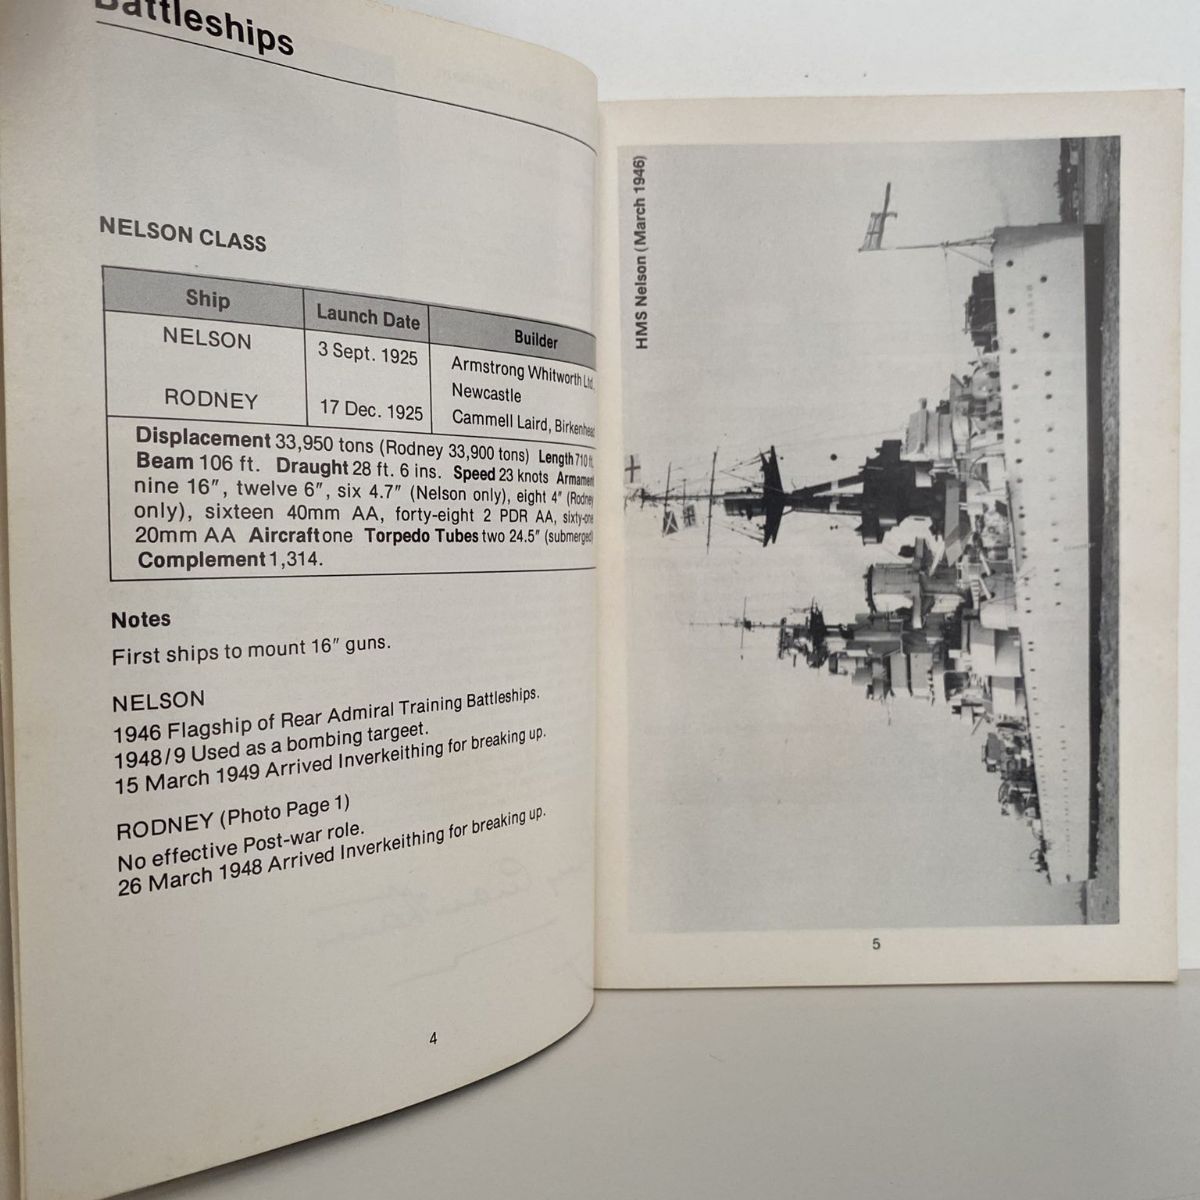 Battleships
NELSON CLASS
Ship Launch Date Builder
NELSON 3 Sept. 1925 Armstrong Whitworth Ltd.,
Newcastle
RODNEY 17 Dec. 1925 Cammell Laird, Birkenhead
Displacement 33,950 tons (Rodney 33,900 tons) Length 710 ft.
Beam 106 ft. Draught 28 ft. 6 ins. Speed 23 knots Armament
nine 16", twelve 6", six 4.7" (Nelson only), eight 4" (Rodney
only), sixteen 40mm AA, forty-eight 2 PDR AA, sixty-one
20mm AA Aircraft one Torpedo Tubes two 24.5" (submerged)
Complement 1,314.
Notes
First ships to mount 16" guns.
NELSON
1946 Flagship of Rear Admiral Training Battleships.
1948/9 Used as a bombing targeet.
15 March 1949 Arrived Inverkeithing for breaking up.
RODNEY (Photo Page 1)
No effective Post-war role.
26 March 1948 Arrived Inverkeithing for breaking up.
4
HMS Nelson (March 1946)
5